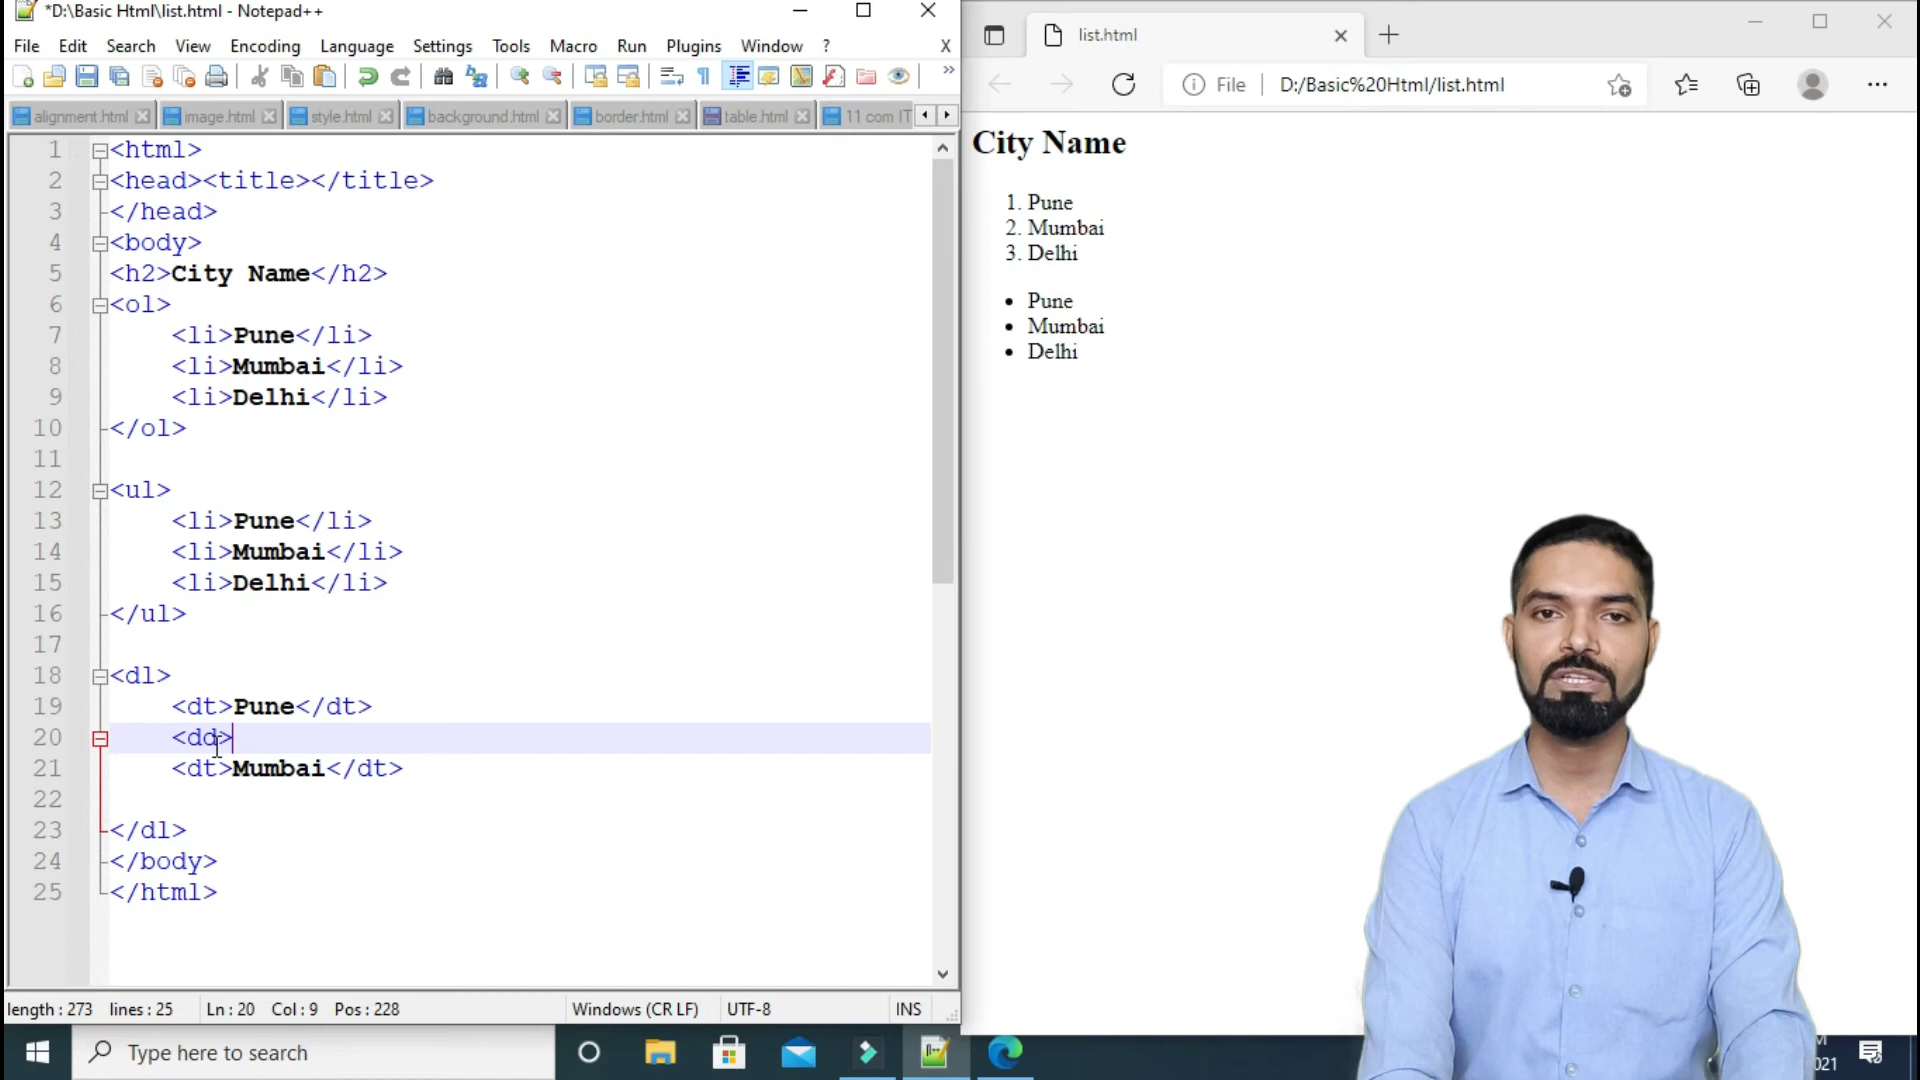 *D:\Basic Html\list.html - Notepad++
File Edit Search View Encoding Language Settings Tools Macro Run Plugins Window ? X
alignment.html image.html style.html background.html border.html table.html 11 com IT
1 <html>
2 <head><title></title>
3 </head>
4 <body>
5 <h2>City Name</h2>
6 <ol>
7 <li>Pune</li>
8 <li>Mumbai</li>
9 <li>Delhi</li>
10 </ol>
11
12 <ul>
13 <li>Pune</li>
14 <li>Mumbai</li>
15 <li>Delhi</li>
16 </ul>
17
18 <dl>
19 <dt>Pune</dt>
20 <dd>
21 <dt>Mumbai</dt>
22
23 </dl>
24 </body>
25 </html>
length : 273 lines : 25 Ln : 20 Col : 9 Pos : 228 Windows (CR LF) UTF-8 INS
list.html
File D:/Basic%20Html/list.html
City Name
1. Pune
2. Mumbai
3. Delhi
• Pune
• Mumbai
• Delhi
Type here to search
021